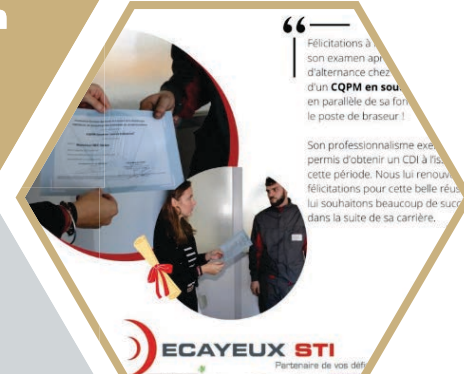 “
Félicitations à
son examen apr
d'alternance chez
d'un CQPM en sou
en parallèle de sa for
le poste de braseur !
Son professionnalisme exe
permis d'obtenir un CDI à l'is
cette période. Nous lui renouv
félicitations pour cette belle réus
lui souhaitons beaucoup de succ
dans la suite de sa carrière.
ECAYEUX STI
Partenaire de vos défi